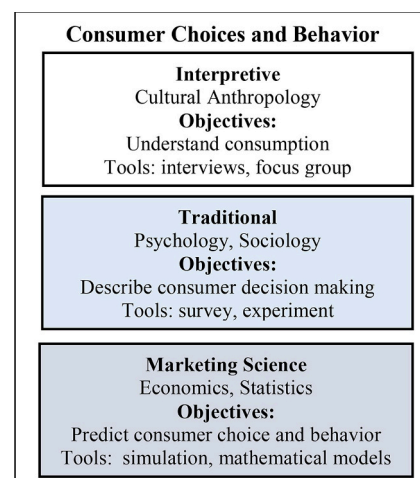 Consumer Choices and Behavior
Interpretive
Cultural Anthropology
Objectives:
Understand consumption
Tools: interviews, focus group
Traditional
Psychology, Sociology
Objectives:
Describe consumer decision making
Tools: survey, experiment
Marketing Science
Economics, Statistics
Objectives:
Predict consumer choice and behavior
Tools: simulation, mathematical models